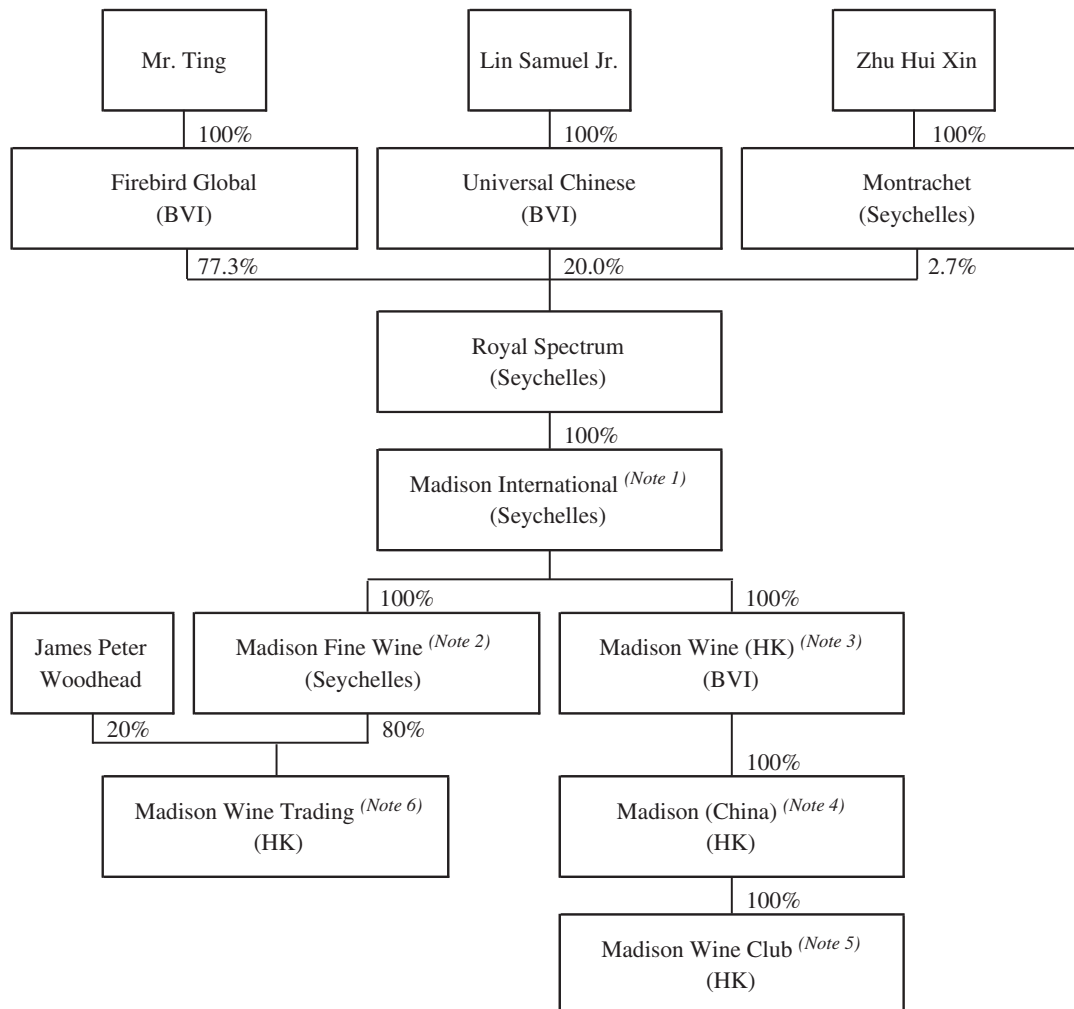 Mr. Ting
Lin Samuel Jr.
Zhu Hui Xin
100%
100%
100%
Firebird Global
(BVI)
Universal Chinese
(BVI)
Montrachet
(Seychelles)
77.3%
20.0%
2.7%
Royal Spectrum
(Seychelles)
100%
Madison International (Note 1)
(Seychelles)
100%
100%
James Peter
Woodhead
Madison Fine Wine (Note 2)
(Seychelles)
Madison Wine (HK) (Note 3)
(BVI)
20%
80%
100%
Madison Wine Trading (Note 6)
(HK)
Madison (China) (Note 4)
(HK)
100%
Madison Wine Club (Note 5)
(HK)